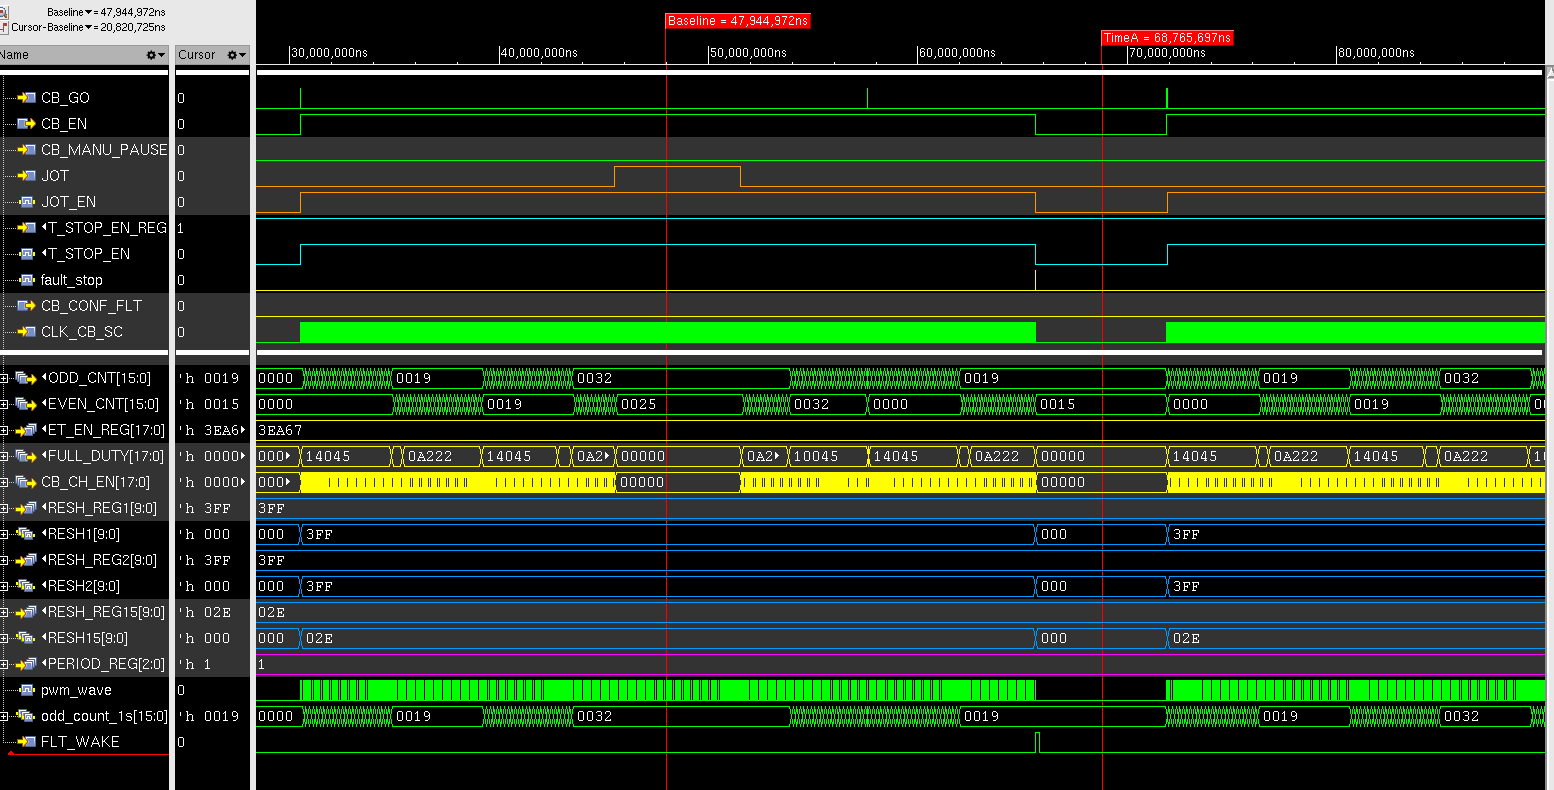 Baseline▼= 47,944,972ns
Cursor-Baseline▼= 20,820,725ns
Baseline = 47,944,972ns
TimeA = 68,765,697ns
Name Cursor
30,000,000ns 40,000,000ns 50,000,000ns 60,000,000ns 70,000,000ns 80,000,000ns
CB_GO 0
CB_EN 0
CB_MANU_PAUSE 0
JOT 0
JOT_EN 0
T_STOP_EN_REG 1
T_STOP_EN 0
fault_stop 0
CB_CONF_FLT 0
CLK_CB_SC 0
ODD_CNT[15:0] 'h 0019 0000 0019 0032 0019 0019 0032
EVEN_CNT[15:0] 'h 0015 0000 0019 0025 0032 0000 0015 0000 0019
ET_EN_REG[17:0] 'h 3EA6 3EA67
FULL_DUTY[17:0] 'h 0000 000 14045 0A222 14045 0A2 00000 0A2 10045 14045 0A222 00000 14045 0A222 14045 0A222
CB_CH_EN[17:0] 'h 0000 000 00000 00000
RESH_REG1[9:0] 'h 3FF 3FF
RESH1[9:0] 'h 000 000 3FF 000 3FF
RESH_REG2[9:0] 'h 3FF 3FF
RESH2[9:0] 'h 000 000 3FF 000 3FF
RESH_REG15[9:0] 'h 02E 02E
RESH15[9:0] 'h 000 000 02E 000 02E
PERIOD_REG[2:0] 'h 1 1
pwm_wave 0
odd_count_1s[15:0] 'h 0019 0000 0019 0032 0019 0019 0032
FLT_WAKE 0